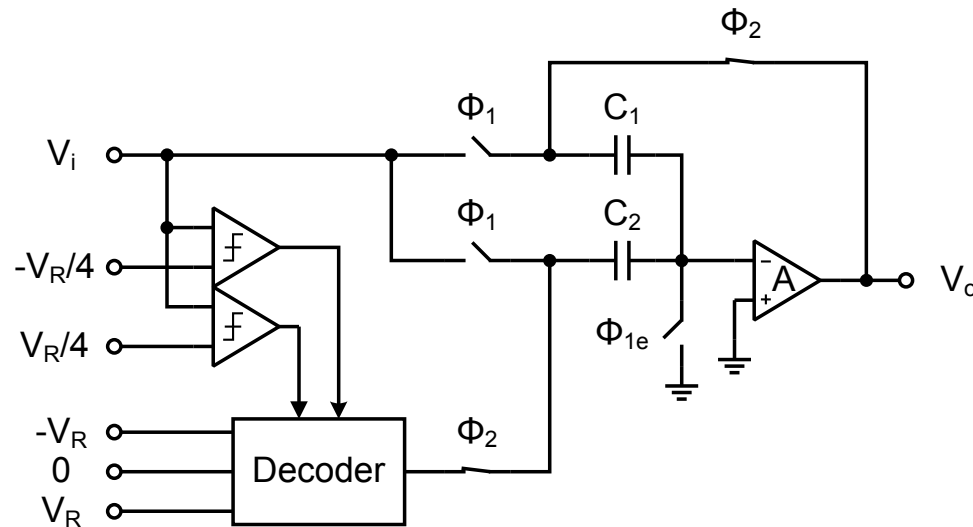 Φ2
Φ1
C1
Vi
Φ1
C2
-VR/4
A
Vo
VR/4
Φ1e
-VR
Φ2
0
Decoder
VR